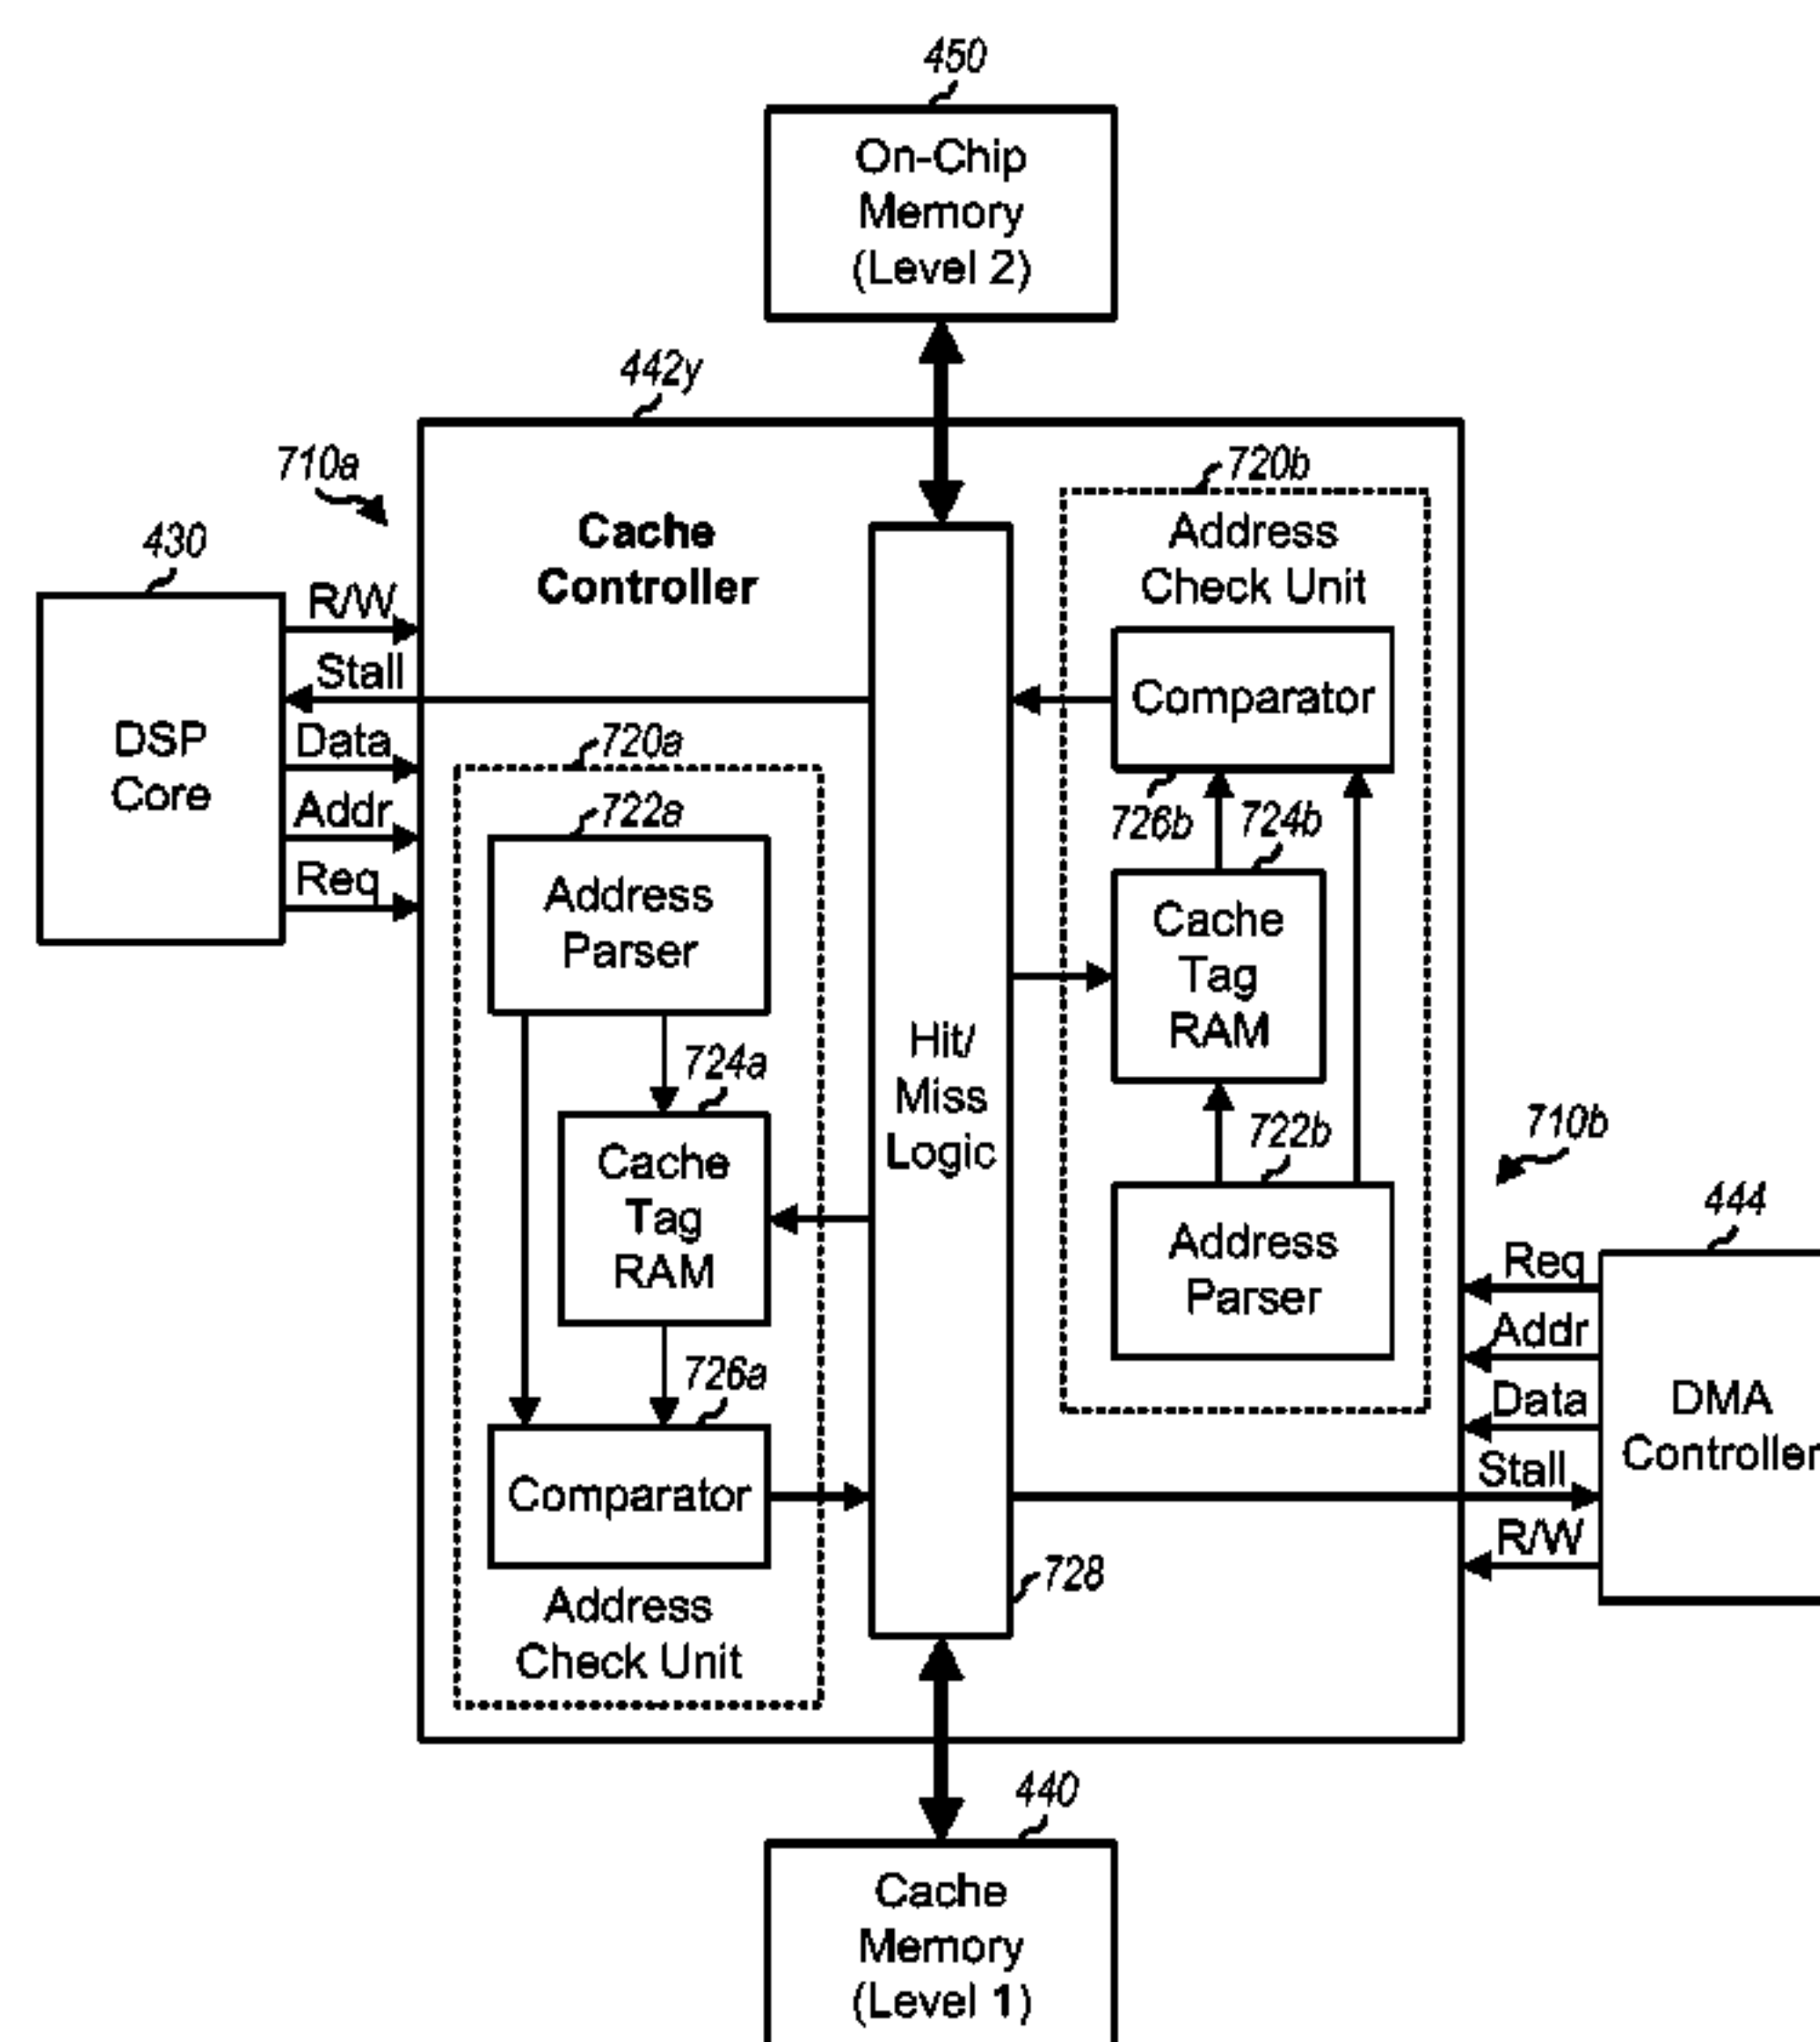 450
On-Chip
Memory
(Level 2)
442y
710a
Cache
Controller
720b
Address
Check Unit
430
DSP
Core
R/W
Stall
Data
Addr
Req
Comparator
726b
724b
Cache
Tag
RAM
722b
Address
Parser
720a
722a
Address
Parser
724a
Cache
Tag
RAM
726a
Comparator
Address
Check Unit
Hit/
Miss
Logic
728
710b
444
Req
Addr
Data
Stall
R/W
DMA
Controller
440
Cache
Memory
(Level 1)